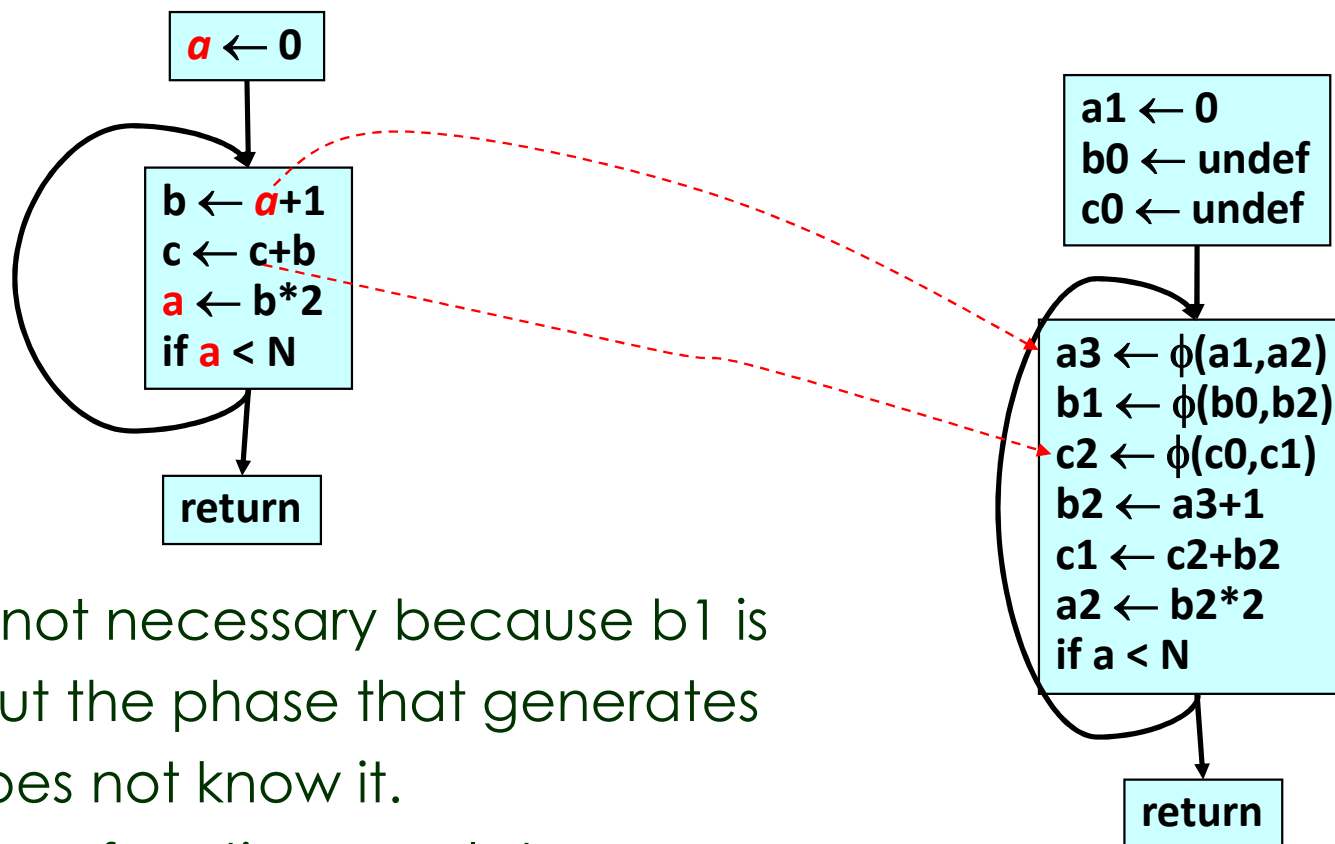 a ← 0
b ← a+1
c ← c+b
a ← b*2
if a < N
return
a1 ← 0
b0 ← undef
c0 ← undef
a3 ← ϕ(a1,a2)
b1 ← ϕ(b0,b2)
c2 ← ϕ(c0,c1)
b2 ← a3+1
c1 ← c2+b2
a2 ← b2*2
if a < N
return
not necessary because b1 is
ut the phase that generates
oes not know it.